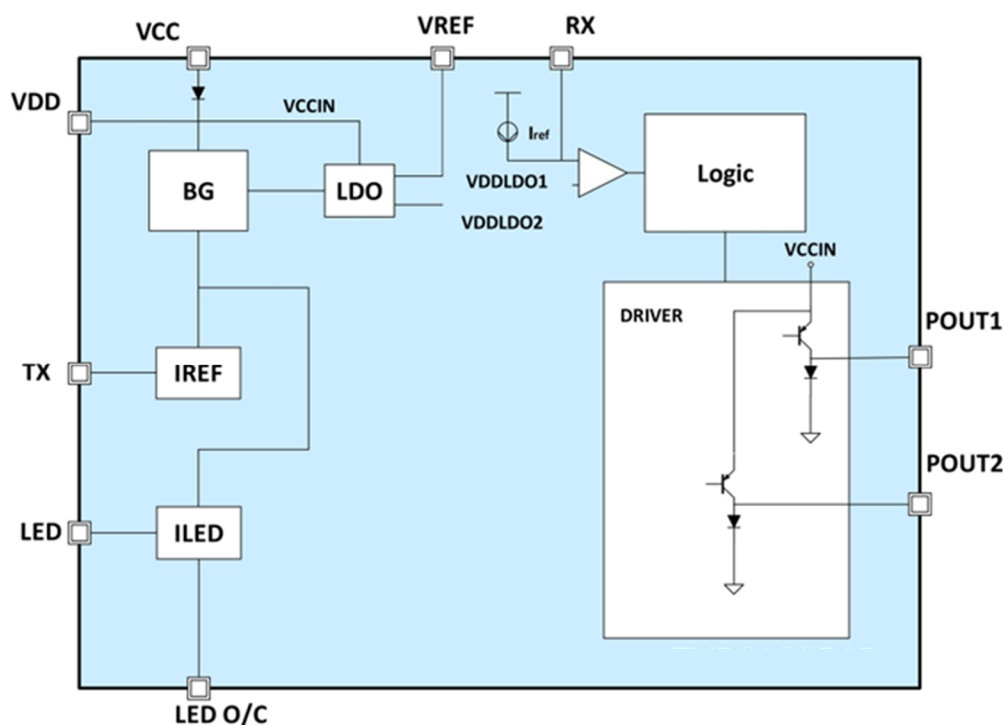 VCC
VREF
RX
VDD
VCCIN
Iref
BG
LDO
VDDLDO1
Logic
VDDLDO2
VCCIN
DRIVER
POUT1
TX
IREF
POUT2
LED
ILED
LED O/C